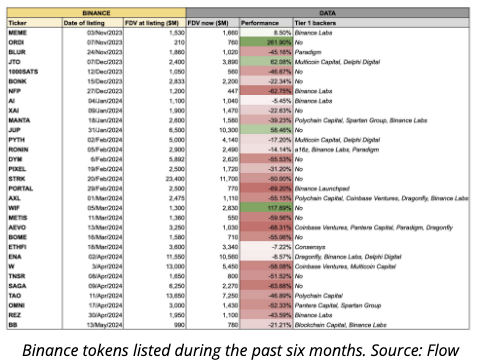 BINANCE DATA
Ticker Date of listing FDV at listing ($M) FDV now ($M) Performance Tier 1 backers
MEME 03/Nov/2023 1,530 1,660 8.50% Binance Labs
ORDI 07/Nov/2023 210 760 261.90% No
BLUR 24/Nov/2023 1,860 1,020 -45.16% Paradigm
JTO 07/Dec/2023 2,400 3,890 62.08% Multicoin Capital, Delphi Digital
1000SATS 12/Dec/2023 1,050 560 -46.67% No
BONK 15/Dec/2023 2,833 2,200 -22.34% No
NFP 27/Dec/2023 1,200 447 -62.75% Binance Labs
AI 04/Jan/2024 1,100 1,040 -5.45% Binance Labs
XAI 09/Jan/2024 1,900 1,470 -22.63% No
MANTA 18/Jan/2024 2,600 1,580 -39.23% Polychain Capital, Spartan Group, Binance Labs
JUP 31/Jan/2024 6,500 10,300 58.46% No
PYTH 02/Feb/2024 5,000 4,140 -17.20% Multicoin Capital, Delphi Digital
RONIN 05/Feb/2024 2,900 2,490 -14.14% a16z, Binance Labs, Paradigm
DYM 6/Feb/2024 5,892 2,620 -55.53% No
PIXEL 19/Feb/2024 2,500 1,720 -31.20% No
STRK 20/Feb/2024 23,400 11,700 -50.00% No
PORTAL 29/Feb/2024 2,500 770 -69.20% Binance Launchpad
AXL 01/Mar/2024 2,475 1,110 -55.15% Polychain Capital, Coinbase Ventures, Dragonfly, Binance Labs
WIF 05/Mar/2024 1,300 2,830 117.69% No
METIS 11/Mar/2024 1,360 550 -59.56% No
AEVO 13/Mar/2024 3,250 1,030 -68.31% Coinbase Ventures, Pantera Capital, Paradigm, Dragonfly
BOME 16/Mar/2024 1,580 710 -55.06% No
ETHFI 18/Mar/2024 3,600 3,340 -7.22% Consensys
ENA 02/Apr/2024 11,550 10,560 -8.57% Dragonfly, Binance Labs, Delphi Digital
W 3/Apr/2024 13,000 5,450 -58.08% Coinbase Ventures, Multicoin Capital
TNSR 08/Apr/2024 1,650 800 -51.52% No
SAGA 09/Apr/2024 6,250 2,270 -63.68% No
TAO 11/Apr/2024 13,650 7,250 -46.89% Polychain Capital
OMNI 17/Apr/2024 3,000 1,430 -52.33% Pantera Capital, Spartan Group
REZ 30/Apr/2024 1,950 1,100 -43.59% Binance Labs
BB 13/May/2024 990 780 -21.21% Blockchain Capital, Binance Labs
Binance tokens listed during the past six months. Source: Flow